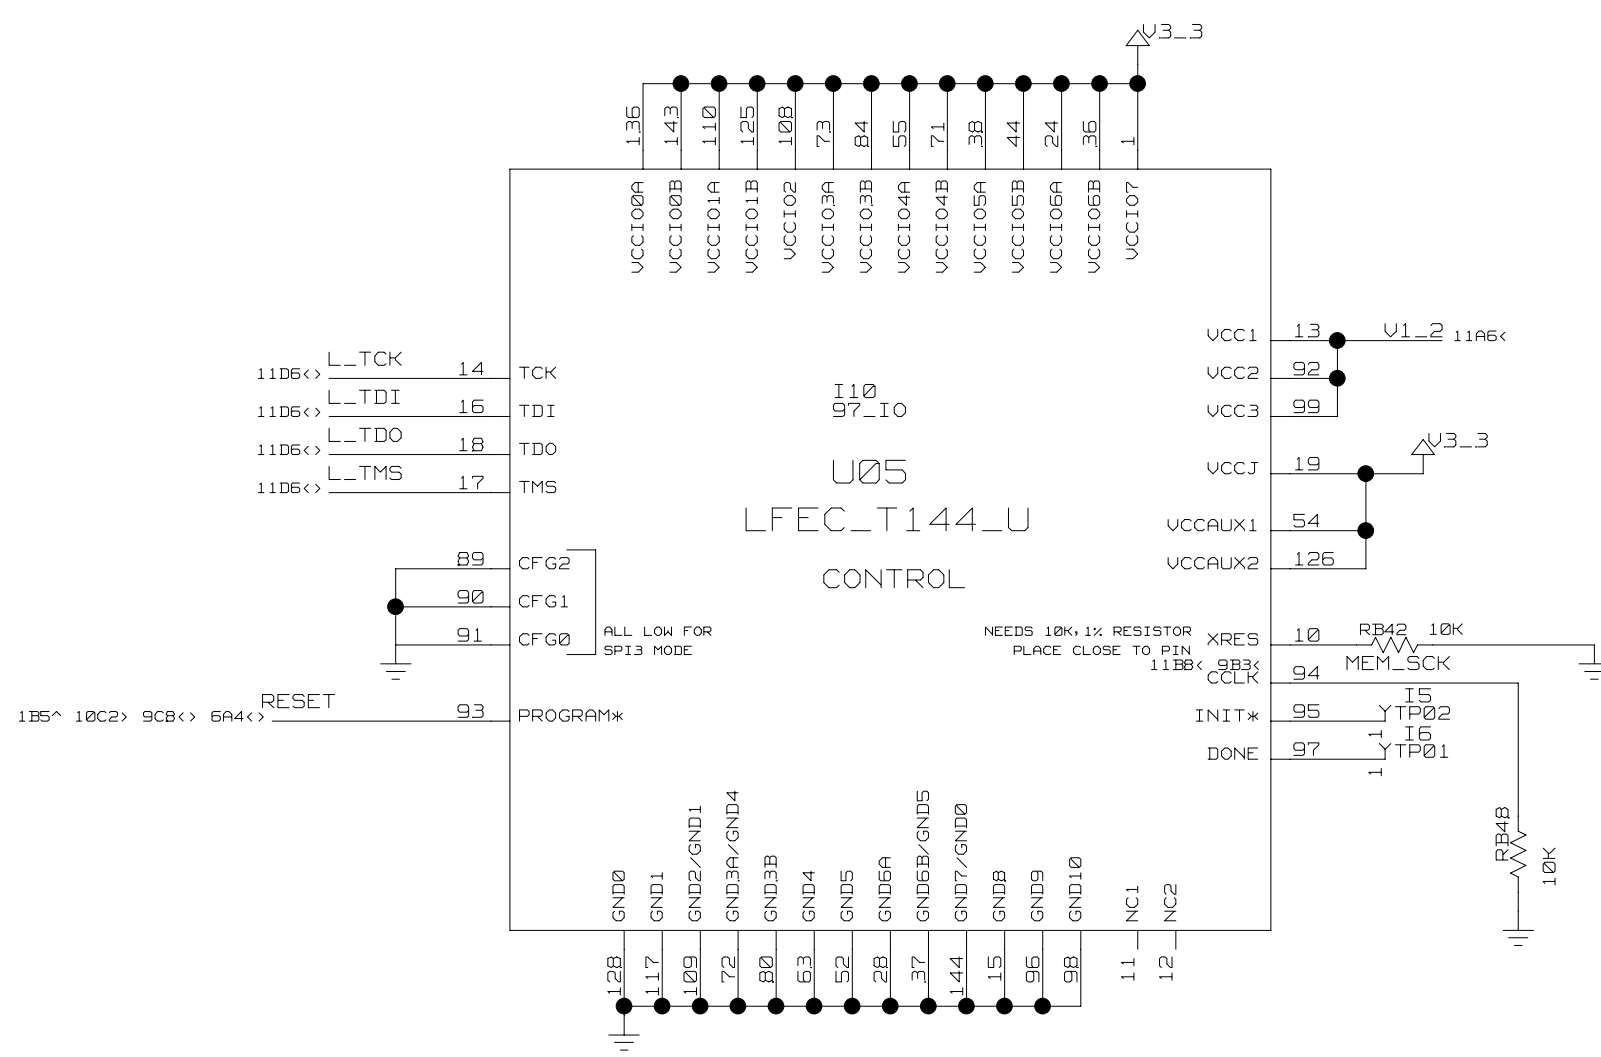 V3_3
136 143 110 125 108 73 84 55 71 38 44 24 36 1
VCCIO0A VCCIO0B VCCIO1A VCCIO1B VCCIO2 VCCIO3A VCCIO3B VCCIO4A VCCIO4B VCCIO5A VCCIO5B VCCIO6A VCCIO6B VCCIO7
VCC1 13 V1_2 11A6<
11D6<> L_TCK 14 TCK
VCC2 92
I10
97_IO
11D6<> L_TDI 16 TDI
VCC3 99
11D6<> L_TDO 18 TDO
V3_3
VCCJ 19
U05
11D6<> L_TMS 17 TMS
LFEC_T144_U
VCCAUX1 54
89 CFG2
VCCAUX2 126
CONTROL
90 CFG1
91 CFG0
ALL LOW FOR
SPI3 MODE
NEEDS 10K,1% RESISTOR
PLACE CLOSE TO PIN
XRES 10 RB42 10K
11B8< 9B3<
MEM_SCK
CCLK 94
1B5^ 10C2> 9C8<> 6A4<> RESET 93 PROGRAM*
I5
INIT* 95 TP02
1
I6
DONE 97 TP01
1
RB48
10K
GND0 GND1 GND2/GND1 GND3A/GND4 GND3B GND4 GND5 GND6A GND6B/GND5 GND7/GND0 GND8 GND9 GND10 NC1 NC2
128 117 109 72 80 63 52 28 37 144 15 96 98 11 12